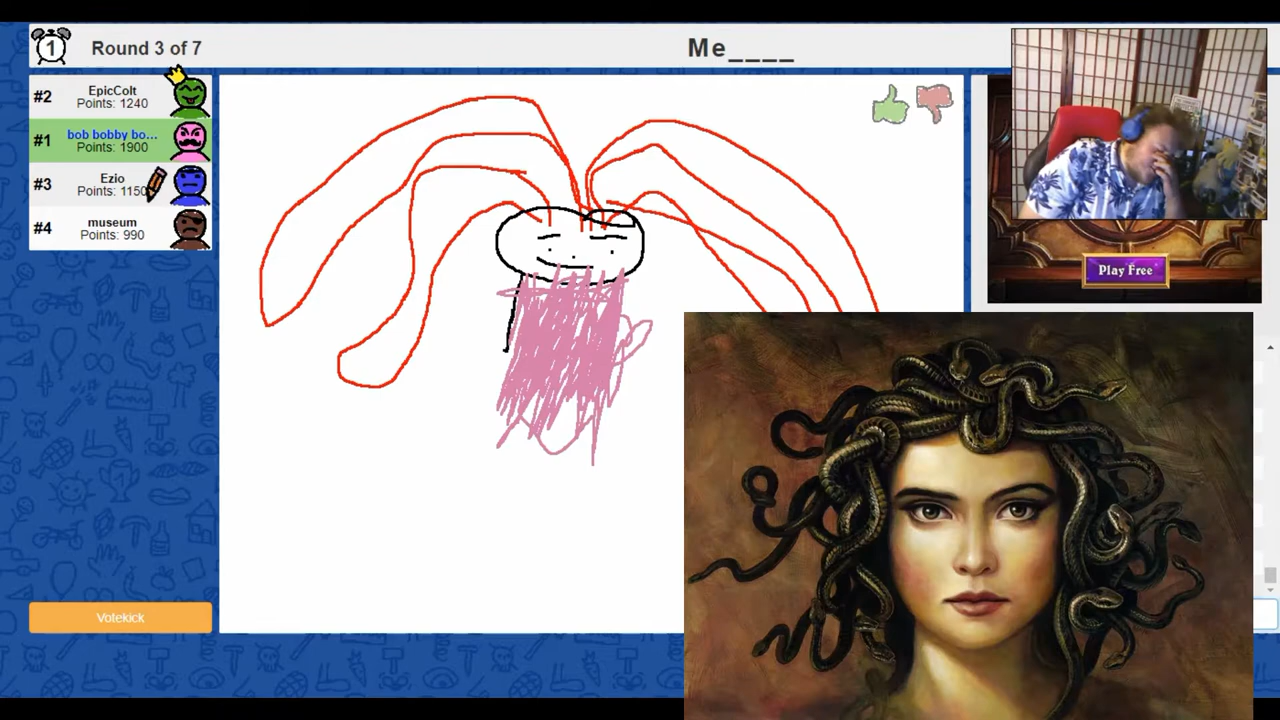 1
Round 3 of 7
Me____
#2
EpicColt
Points: 1240
#1
bob bobby bo...
Points: 1900
#3
Ezio
Points: 1150
#4
museum
Points: 990
Play Free
Votekick